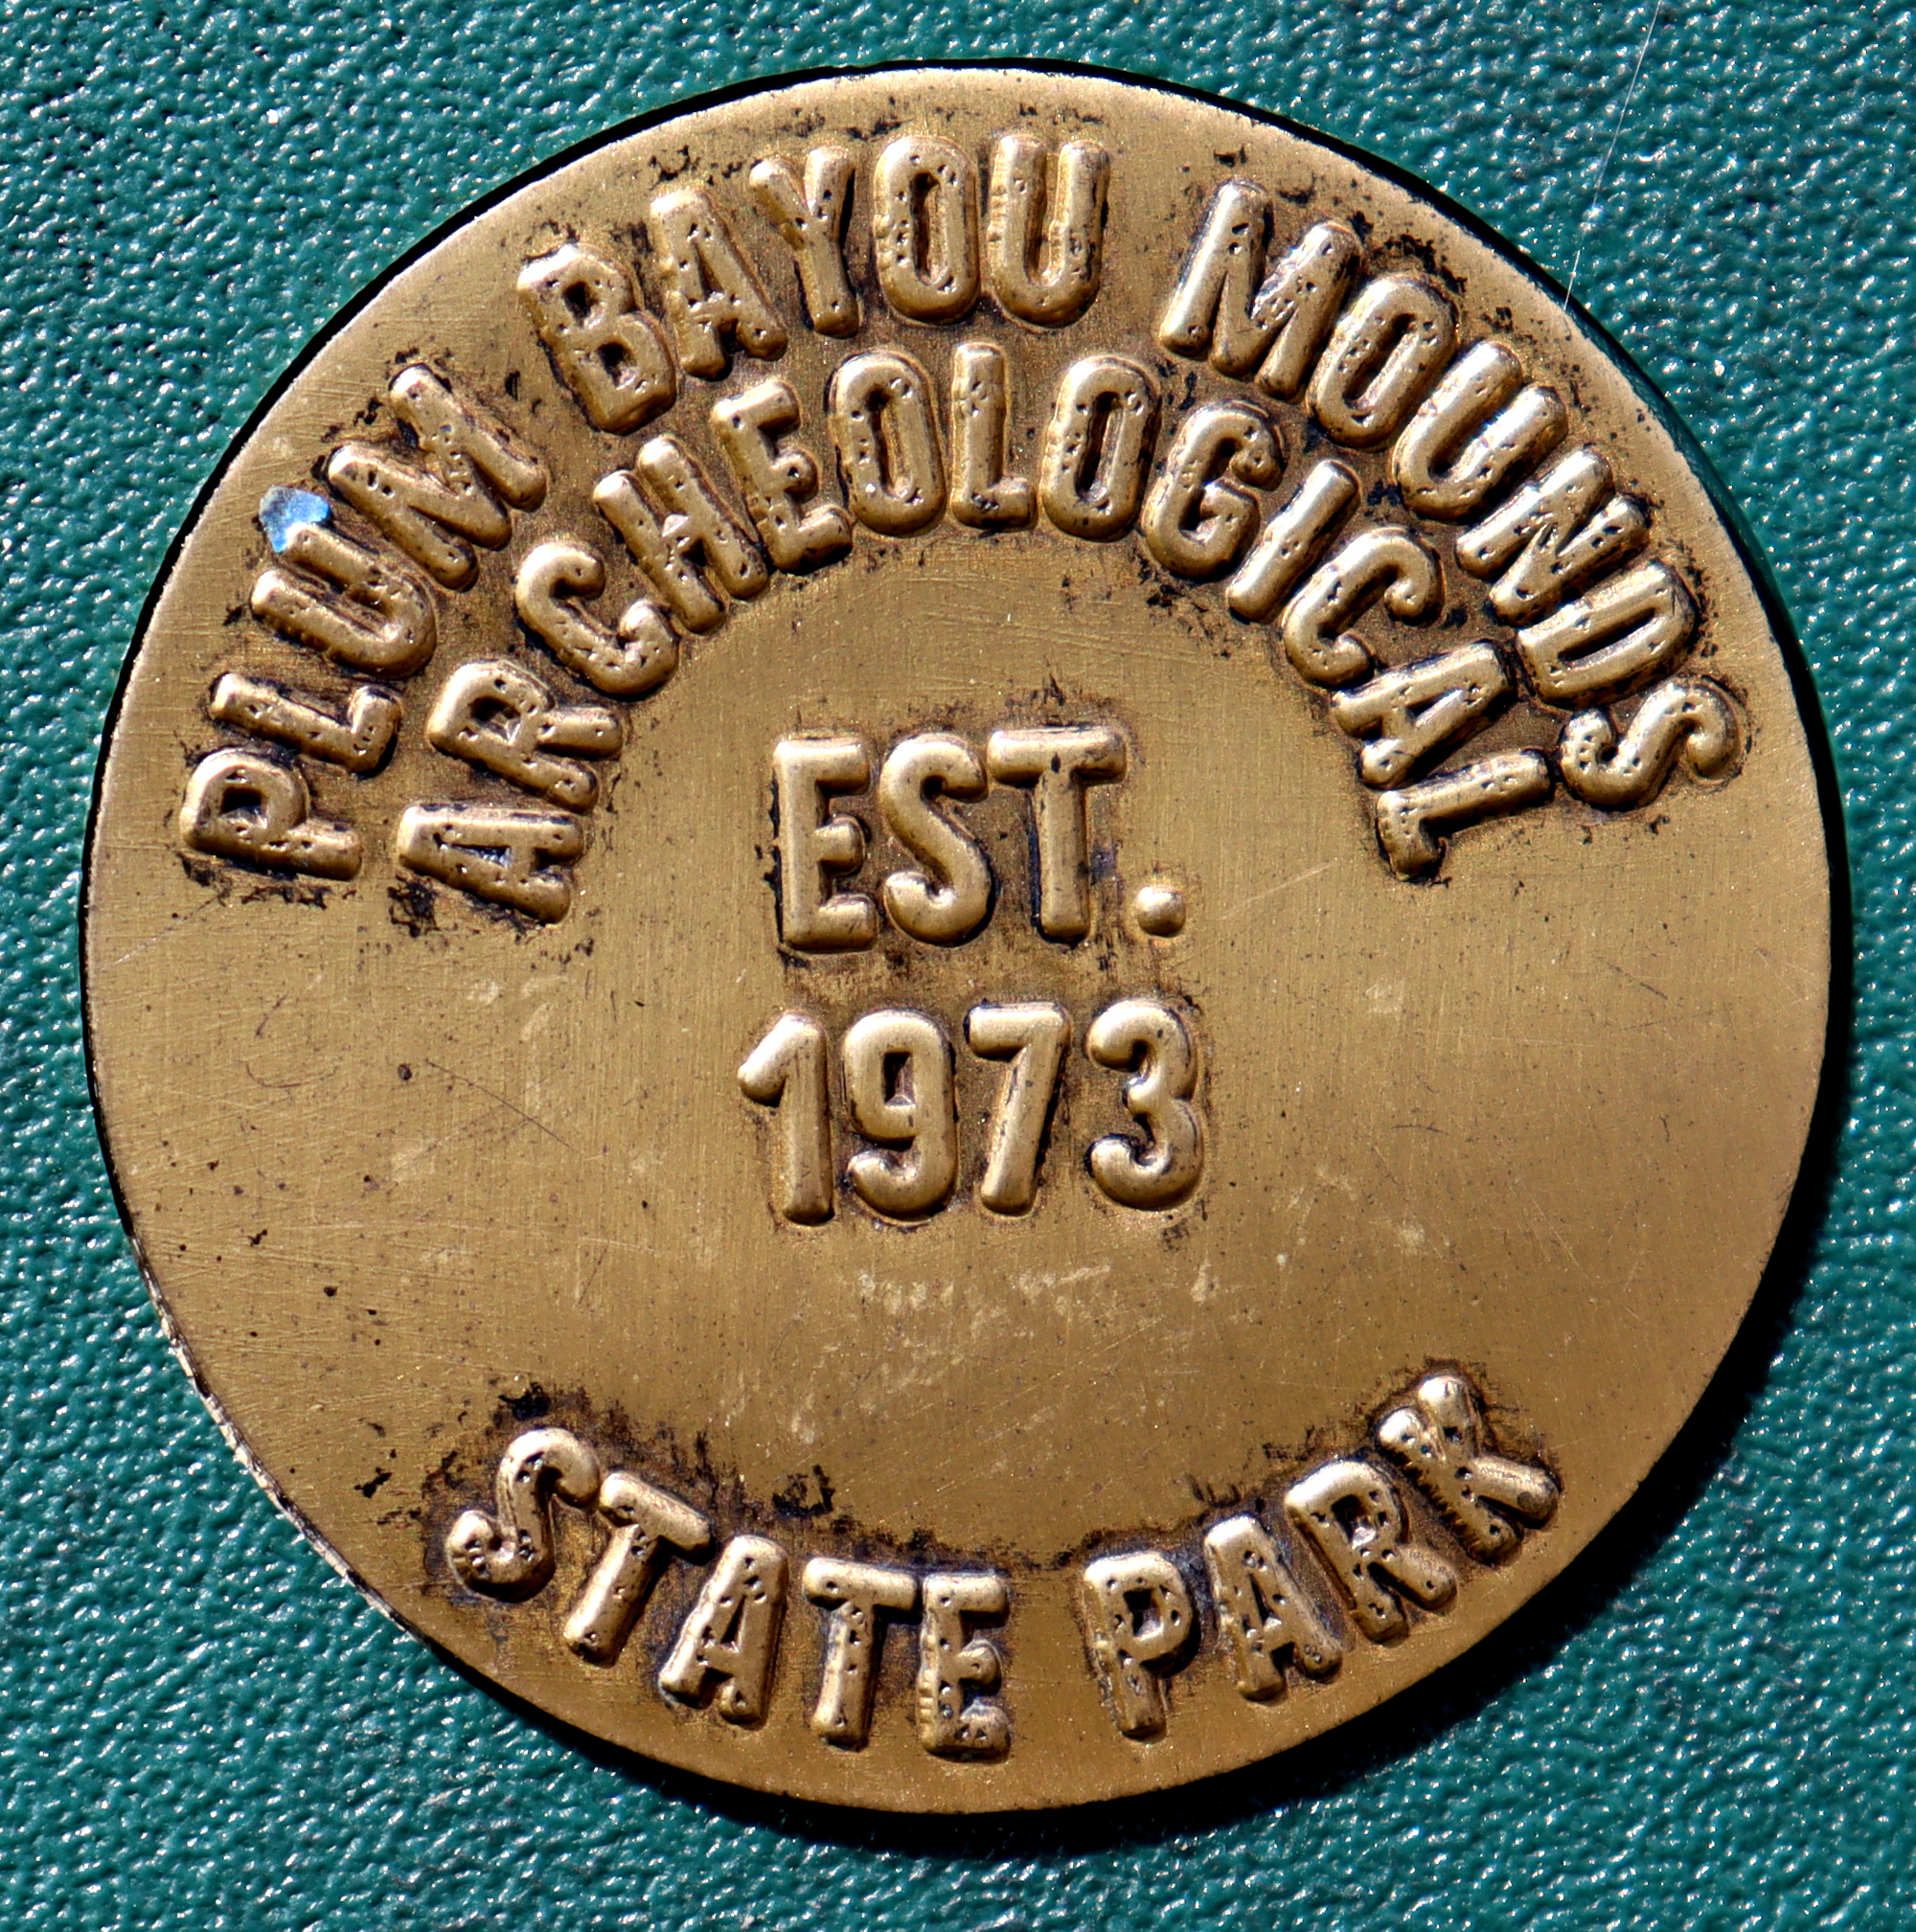 PLUM BAYOU MOUNDS
ARCHEOLOGICAL
EST.
1973
STATE PARK